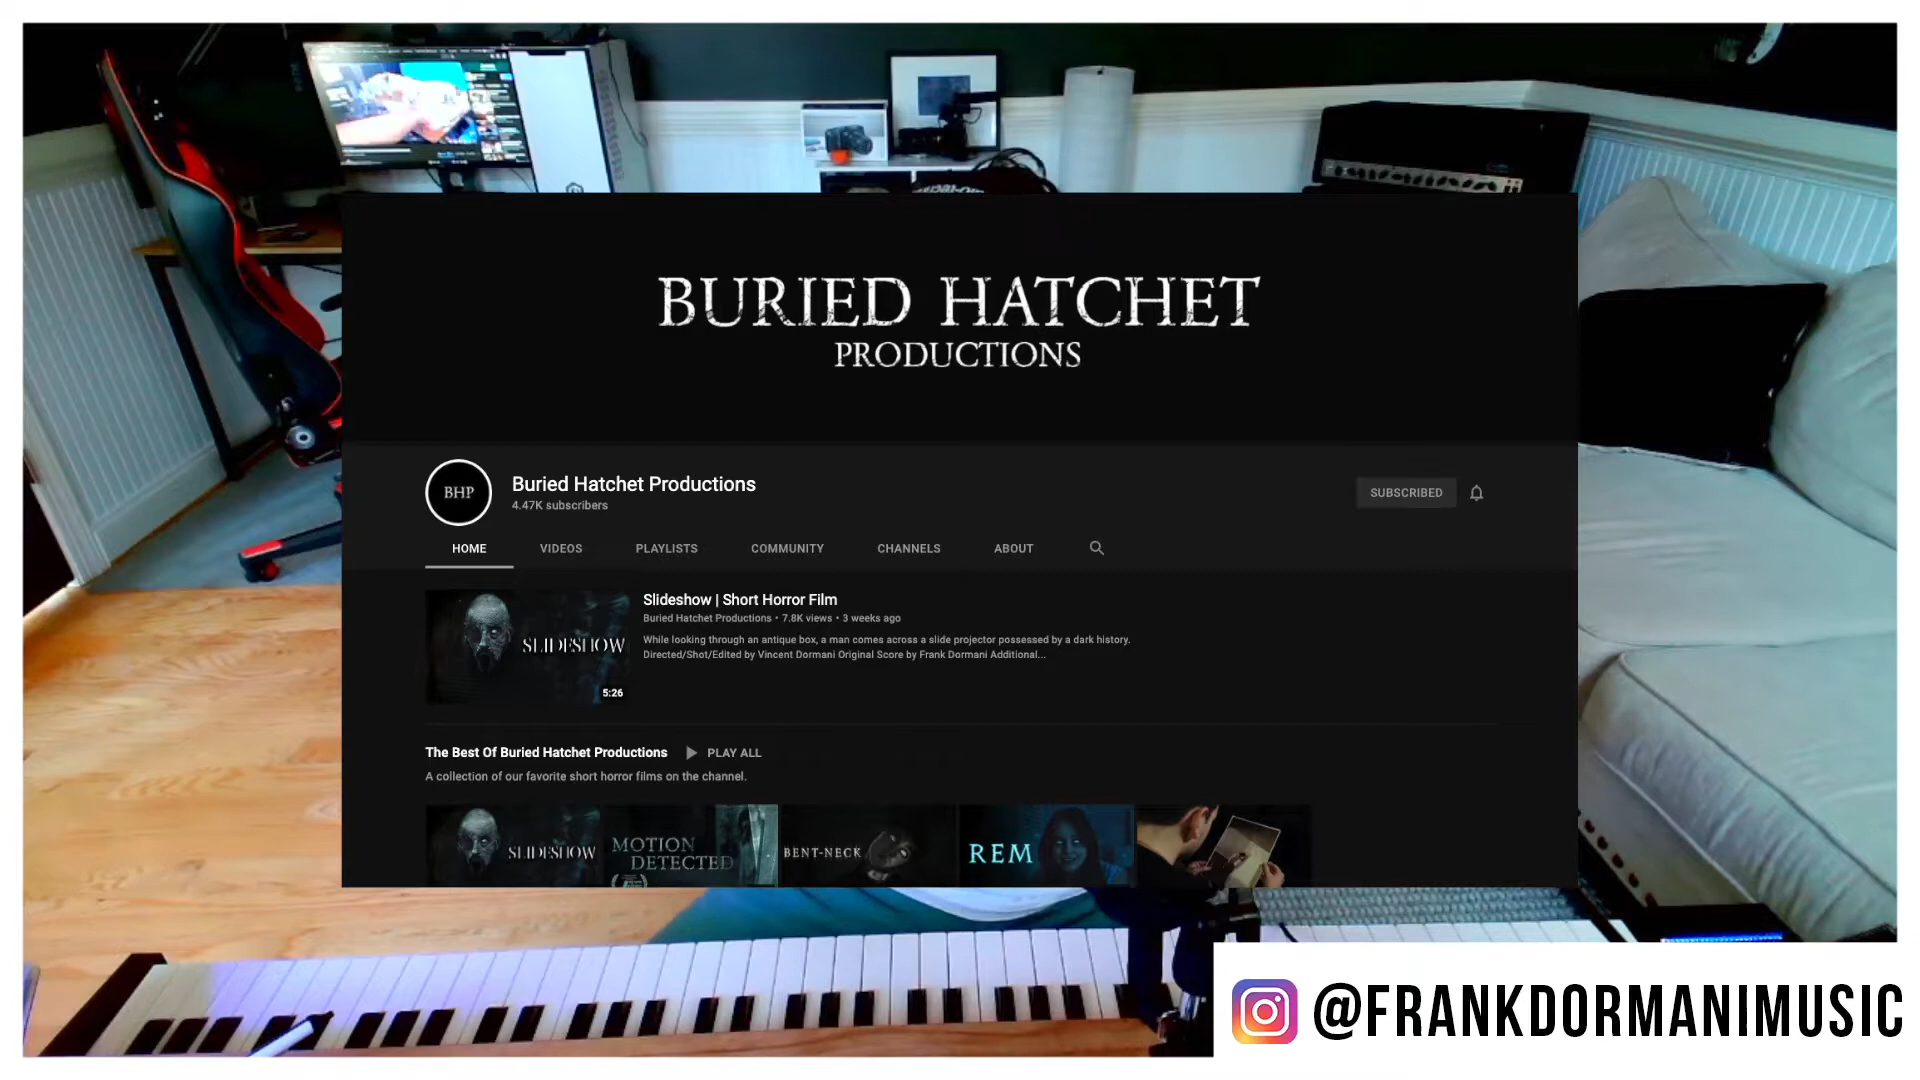 BURIED HATCHET
PRODUCTIONS
BHP
Buried Hatchet Productions
4.47K subscribers
SUBSCRIBED
HOME VIDEOS PLAYLISTS COMMUNITY CHANNELS ABOUT
SLIDESHOW
5:26
Slideshow | Short Horror Film
Buried Hatchet Productions • 7.8K views • 3 weeks ago
While looking through an antique box, a man comes across a slide projector possessed by a dark history.
Directed/Shot/Edited by Vincent Dormani Original Score by Frank Dormani Additional...
The Best Of Buried Hatchet Productions PLAY ALL
A collection of our favorite short horror films on the channel.
SLIDESHOW
MOTION
DETECTED
BENT-NECK
REM
@FRANKDORMANIMUSIC